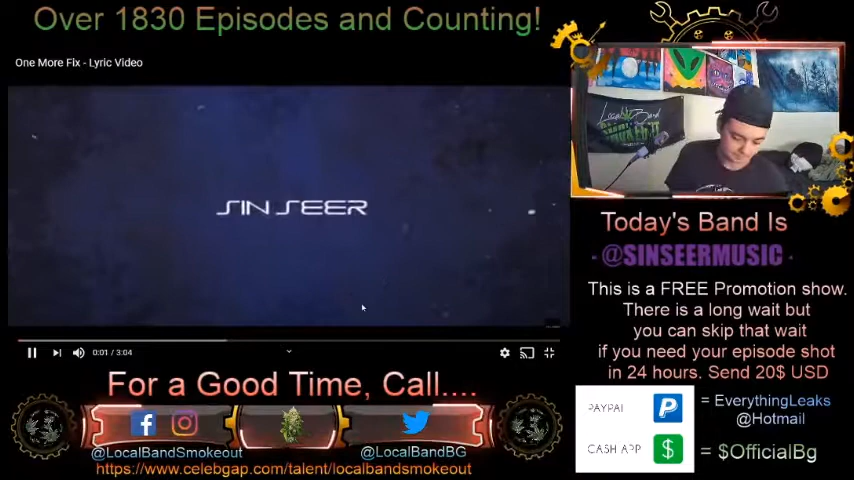 Over 1830 Episodes and Counting!
One More Fix - Lyric Video
SIN SEER
0:01 / 3:04
Today's Band Is
- @SINSEERMUSIC -
This is a FREE Promotion show.
There is a long wait but
you can skip that wait
if you need your episode shot
in 24 hours. Send 20$ USD
PAYPAL
= EverythingLeaks
@Hotmail
CASH APP
= $OfficialBg
For a Good Time, Call....
@LocalBandSmokeout
@LocalBandBG
https://www.celebgap.com/talent/localbandsmokeout